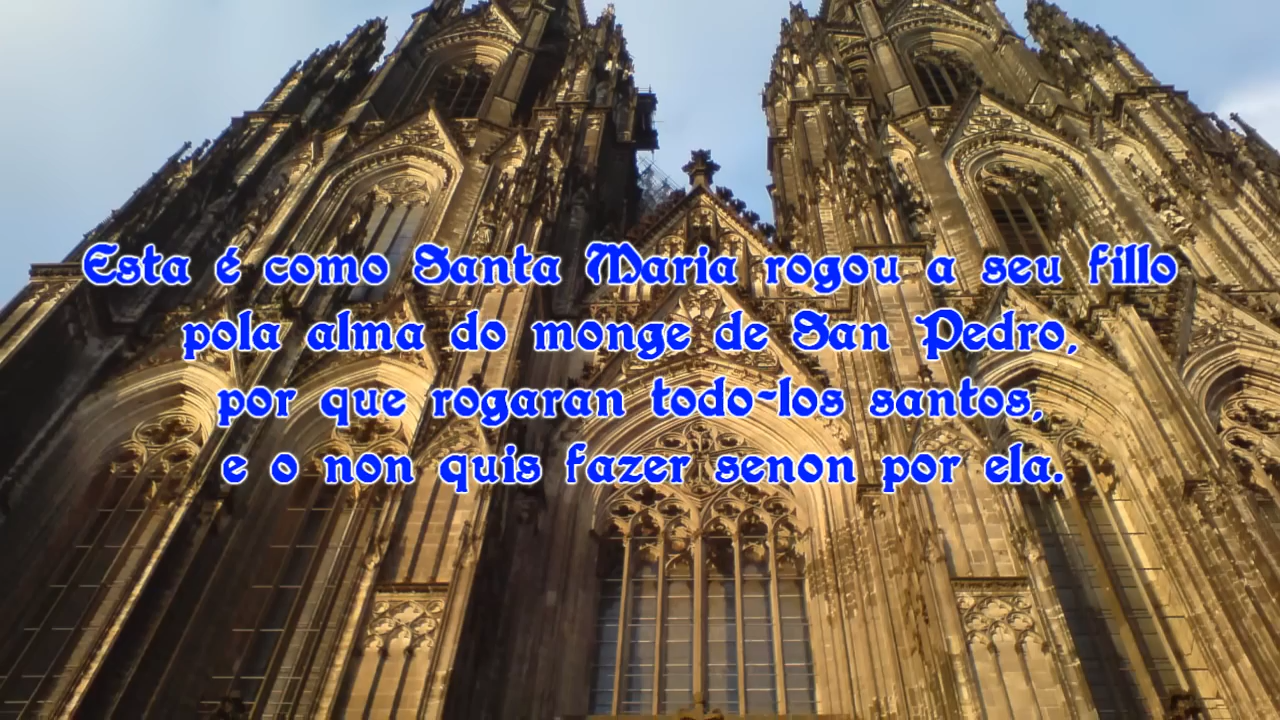 Esta é como Santa Maria rogou a seu fillo
pola alma do monge de San Pedro,
por que rogaran todo-los santos,
e o non quis fazer senon por ela.